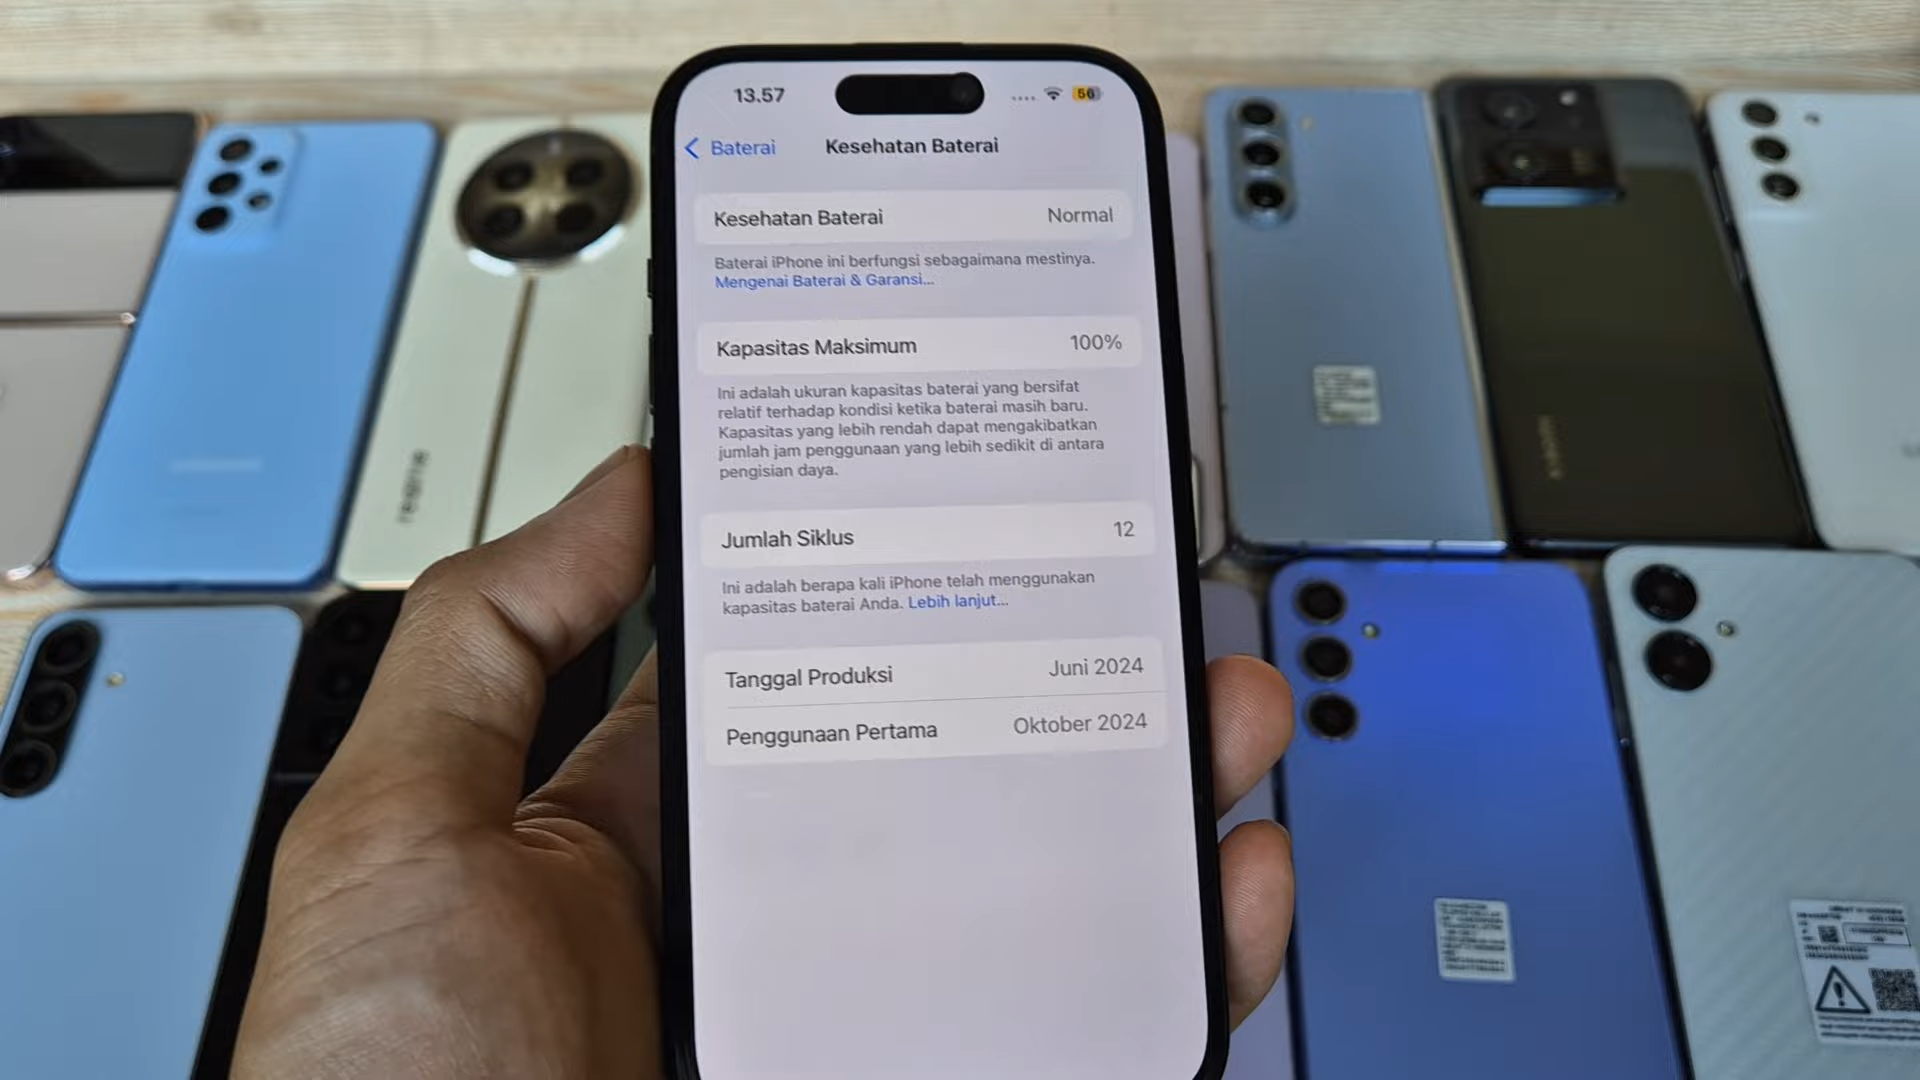 13.57
56
Baterai
Kesehatan Baterai
Kesehatan Baterai Normal
Baterai iPhone ini berfungsi sebagaimana mestinya.
Mengenai Baterai & Garansi...
Kapasitas Maksimum 100%
Ini adalah ukuran kapasitas baterai yang bersifat
relatif terhadap kondisi ketika baterai masih baru.
Kapasitas yang lebih rendah dapat mengakibatkan
jumlah jam penggunaan yang lebih sedikit di antara
pengisian daya.
Jumlah Siklus 12
Ini adalah berapa kali iPhone telah menggunakan
kapasitas baterai Anda. Lebih lanjut...
Tanggal Produksi Juni 2024
Penggunaan Pertama Oktober 2024
realme
xiaomi